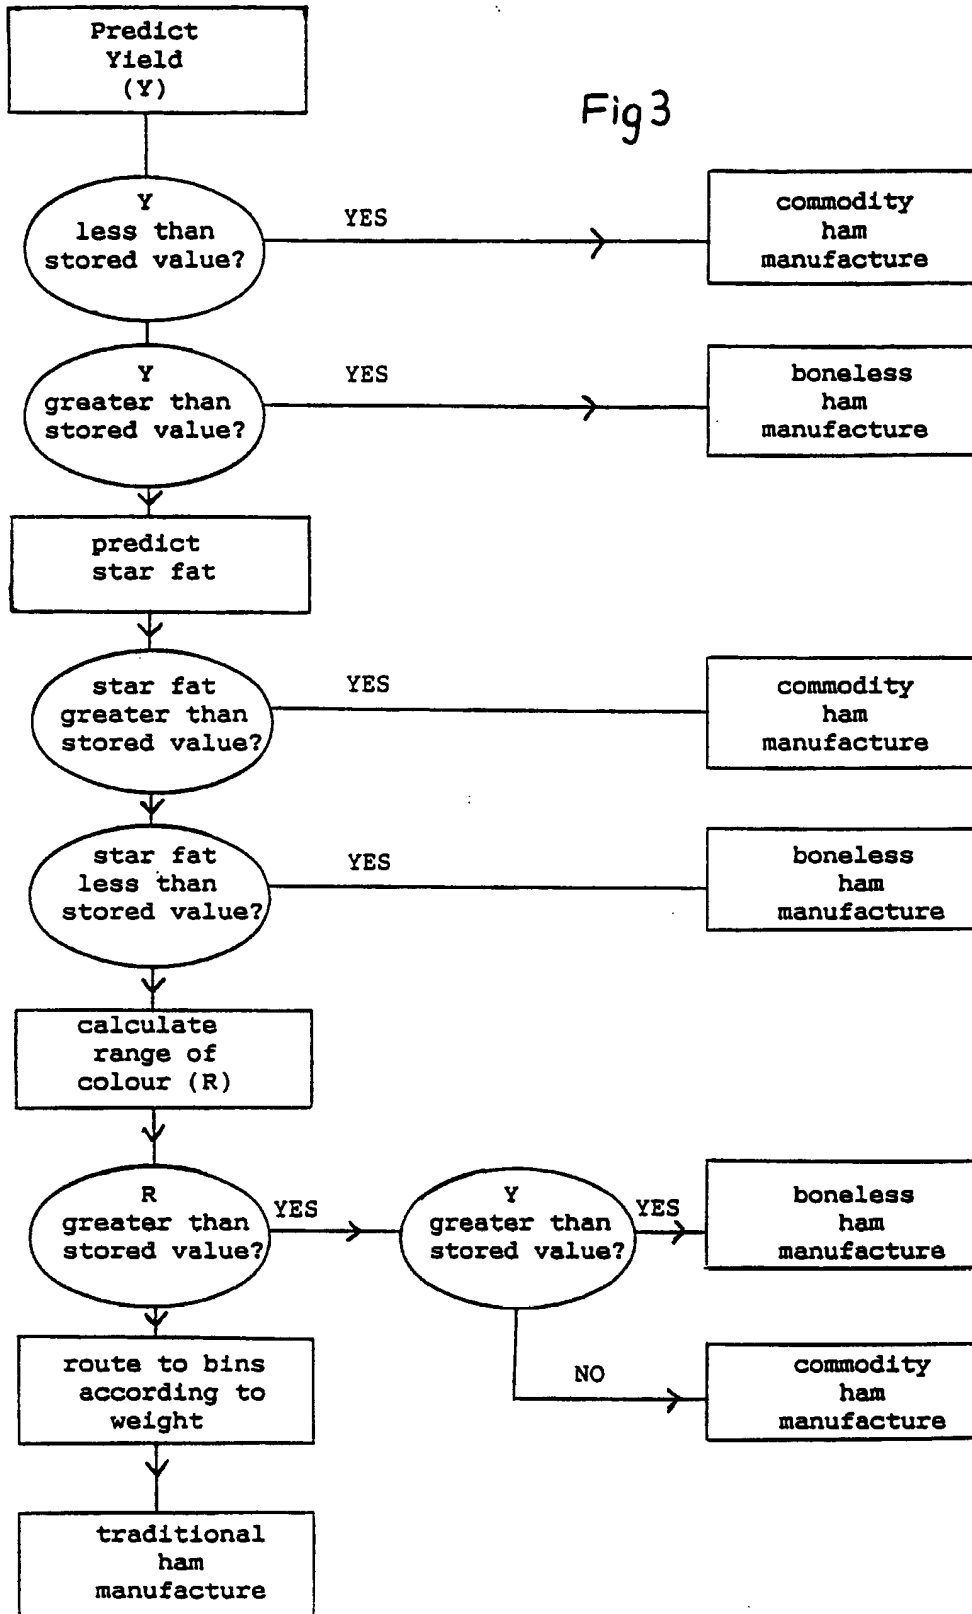 Predict
Yield
(Y)
Fig 3
Y
less than
stored value?
YES
commodity
ham
manufacture
Y
greater than
stored value?
YES
boneless
ham
manufacture
predict
star fat
star fat
greater than
stored value?
YES
commodity
ham
manufacture
star fat
less than
stored value?
YES
boneless
ham
manufacture
calculate
range of
colour (R)
R
greater than
stored value?
YES
Y
greater than
stored value?
YES
boneless
ham
manufacture
NO
commodity
ham
manufacture
route to bins
according to
weight
traditional
ham
manufacture